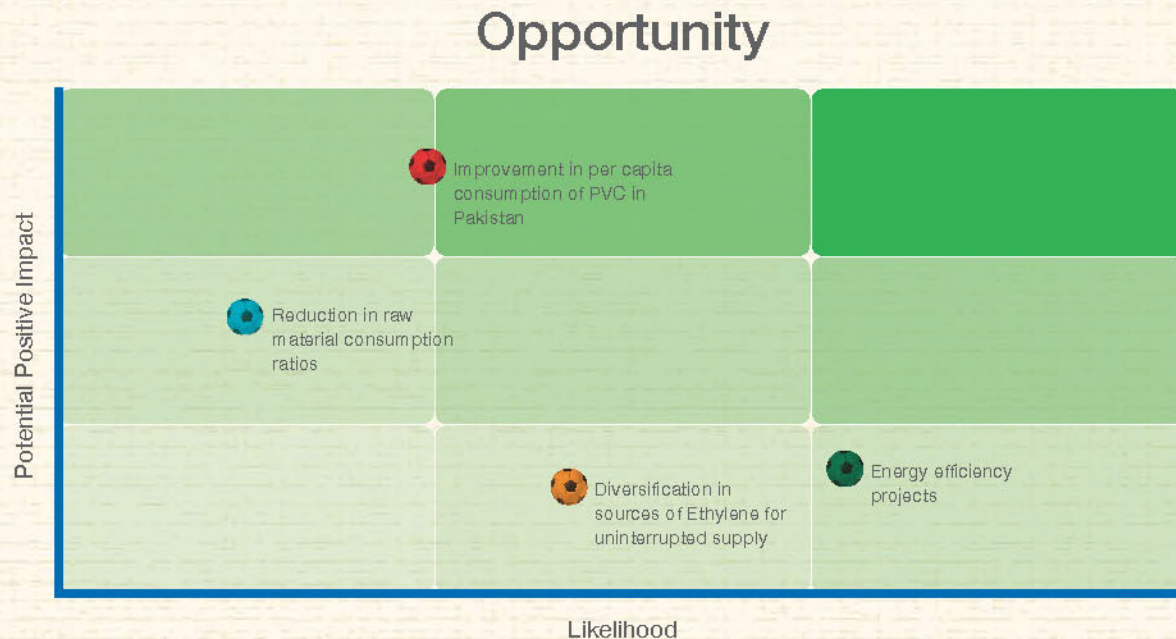 Opportunity
Potential Positive Impact
Improvement in per capita
consumption of PVC in
Pakistan
Reduction in raw
material consumption
ratios
Diversification in
sources of Ethylene for
uninterrupted supply
Energy efficiency
projects
Likelihood